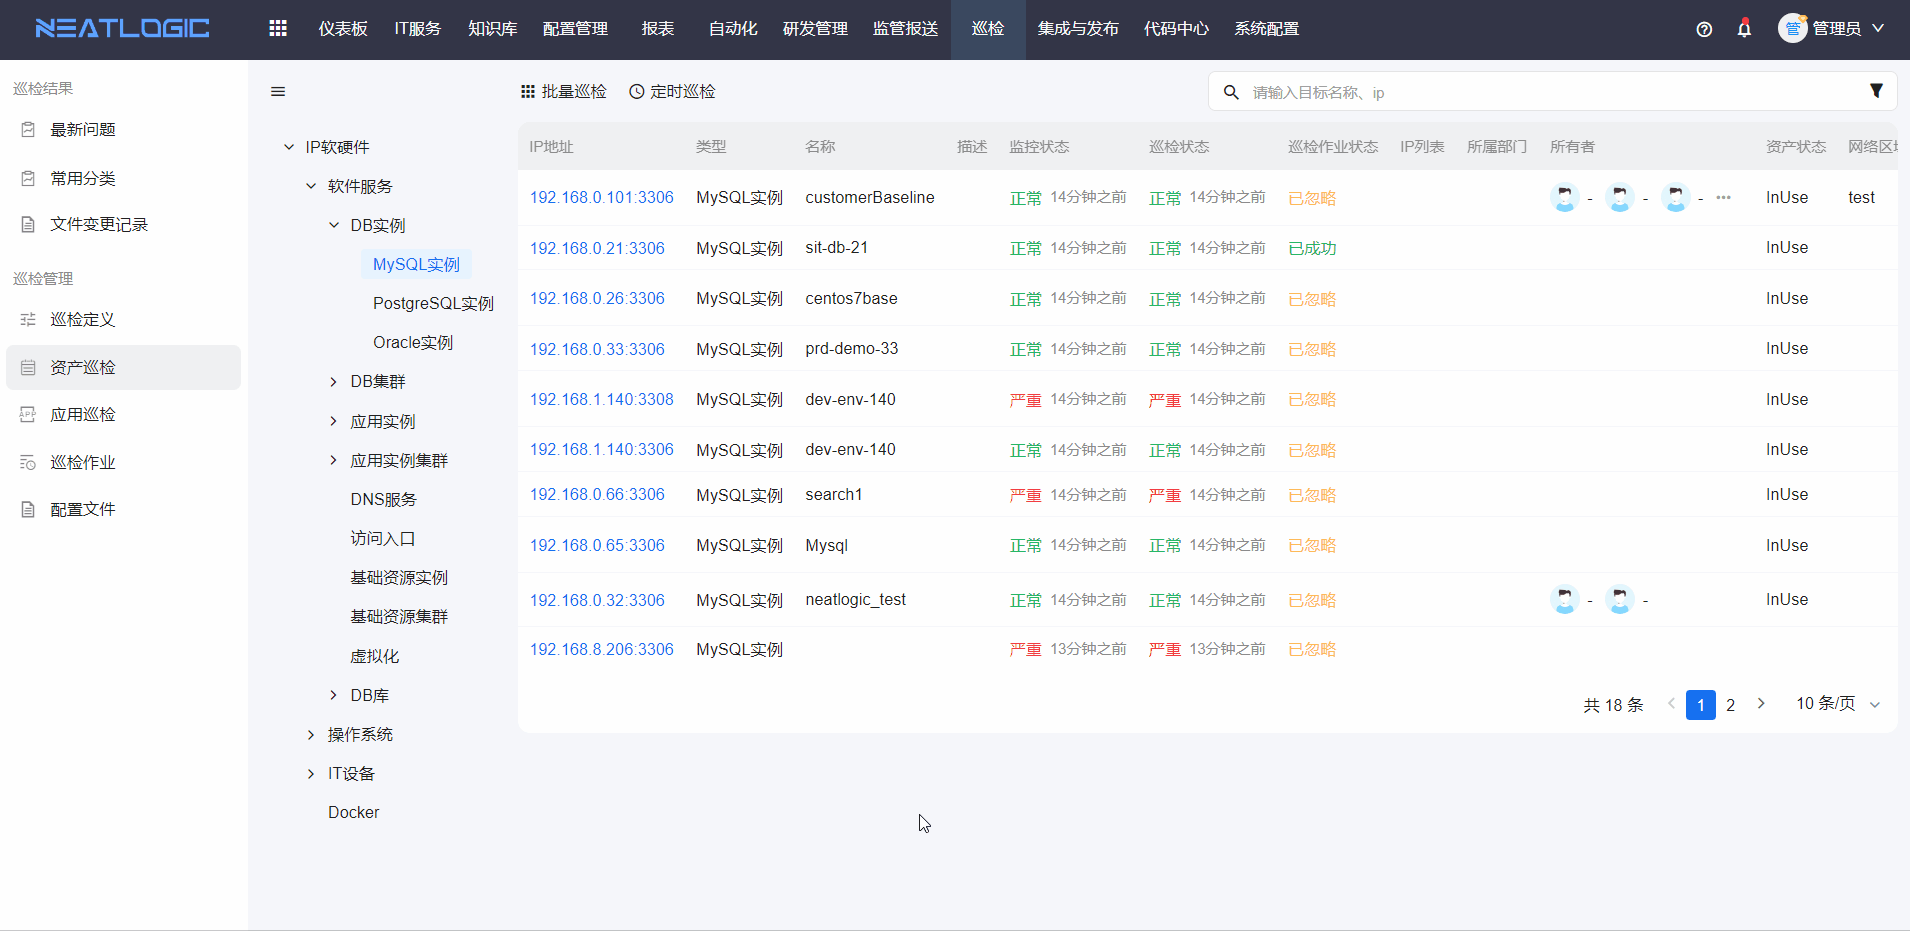 NEATLOGIC 仪表板 IT服务 知识库 配置管理 报表 自动化 研发管理 监管报送 巡检 集成与发布 代码中心 系统配置 管 管理员
巡检结果
最新问题
常用分类
文件变更记录
巡检管理
巡检定义
资产巡检
应用巡检
巡检作业
配置文件
IP软硬件
软件服务
DB实例
MySQL实例
PostgreSQL实例
Oracle实例
DB集群
应用实例
应用实例集群
DNS服务
访问入口
基础资源实例
基础资源集群
虚拟化
DB库
操作系统
IT设备
Docker
批量巡检 定时巡检 请输入目标名称、ip
IP地址 类型 名称 描述 监控状态 巡检状态 巡检作业状态 IP列表 所属部门 所有者 资产状态 网络区
192.168.0.101:3306 MySQL实例 customerBaseline 正常 14分钟之前 正常 14分钟之前 已忽略 - - - ··· InUse test
192.168.0.21:3306 MySQL实例 sit-db-21 正常 14分钟之前 正常 14分钟之前 已成功 InUse
192.168.0.26:3306 MySQL实例 centos7base 正常 14分钟之前 正常 14分钟之前 已忽略 InUse
192.168.0.33:3306 MySQL实例 prd-demo-33 正常 14分钟之前 正常 14分钟之前 已忽略 InUse
192.168.1.140:3308 MySQL实例 dev-env-140 严重 14分钟之前 严重 14分钟之前 已忽略 InUse
192.168.1.140:3306 MySQL实例 dev-env-140 正常 14分钟之前 正常 14分钟之前 已忽略 InUse
192.168.0.66:3306 MySQL实例 search1 严重 14分钟之前 严重 14分钟之前 已忽略 InUse
192.168.0.65:3306 MySQL实例 Mysql 正常 14分钟之前 正常 14分钟之前 已忽略 InUse
192.168.0.32:3306 MySQL实例 neatlogic_test 正常 14分钟之前 正常 14分钟之前 已忽略 - - InUse
192.168.8.206:3306 MySQL实例 严重 13分钟之前 严重 13分钟之前 已忽略
共 18 条 1 2 10 条/页